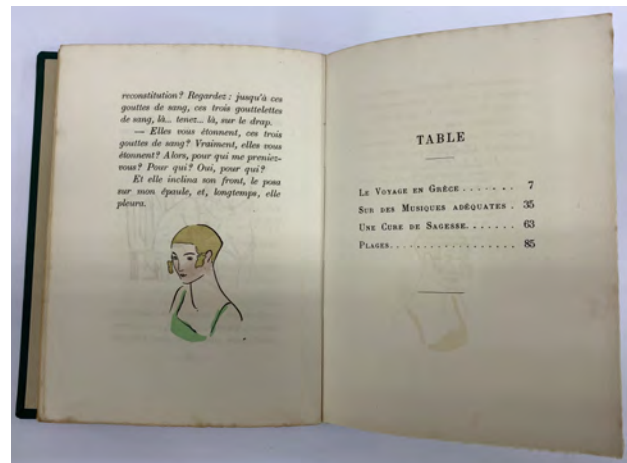 reconstitution? Regardez : jusqu'à ces
gouttes de sang, ces trois gouttelettes
de sang, là... tenez... là, sur le drap.
— Elles vous étonnent, ces trois
gouttes de sang? Vraiment, elles vous
étonnent? Alors, pour qui me preniez-
vous? Pour qui? Oui, pour qui?
Et elle inclina son front, le posa
sur mon épaule, et, longtemps, elle
pleura.
TABLE
Le Voyage en Grèce . . . . . . . 7
Sur des Musiques adéquates . 35
Une Cure de Sagesse. . . . . . . 63
Plages. . . . . . . . . . . . . . . . . . 85